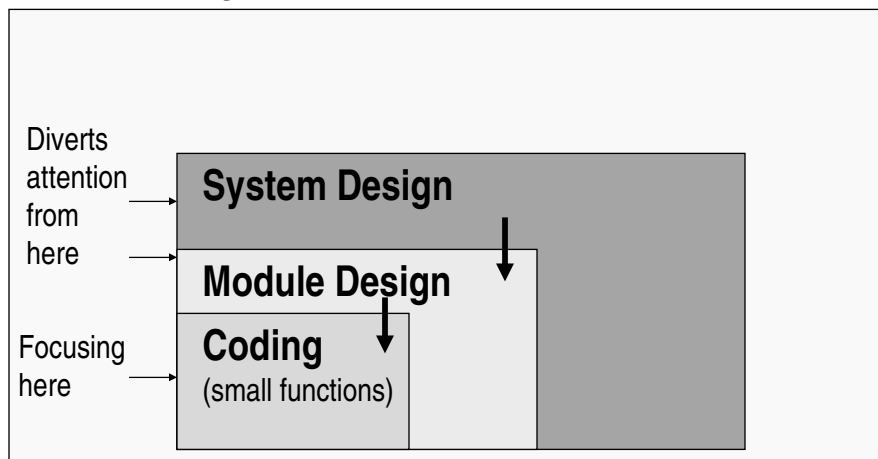 Diverts
attention
from
here
System Design
Module Design
Focusing
here
Coding
(small functions)